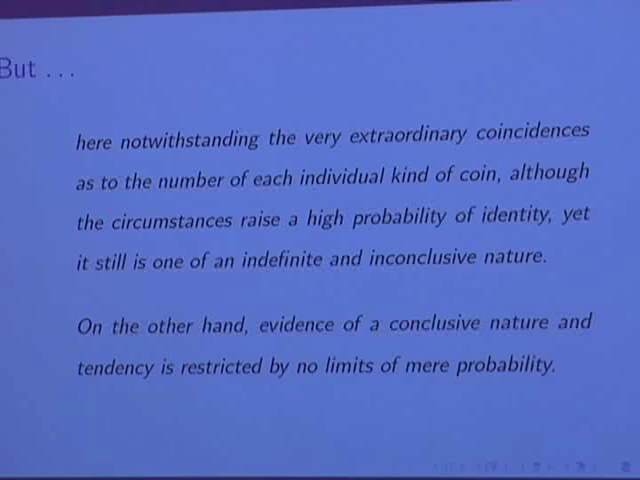 But ...
here notwithstanding the very extraordinary coincidences
as to the number of each individual kind of coin, although
the circumstances raise a high probability of identity, yet
it still is one of an indefinite and inconclusive nature.
On the other hand, evidence of a conclusive nature and
tendency is restricted by no limits of mere probability.